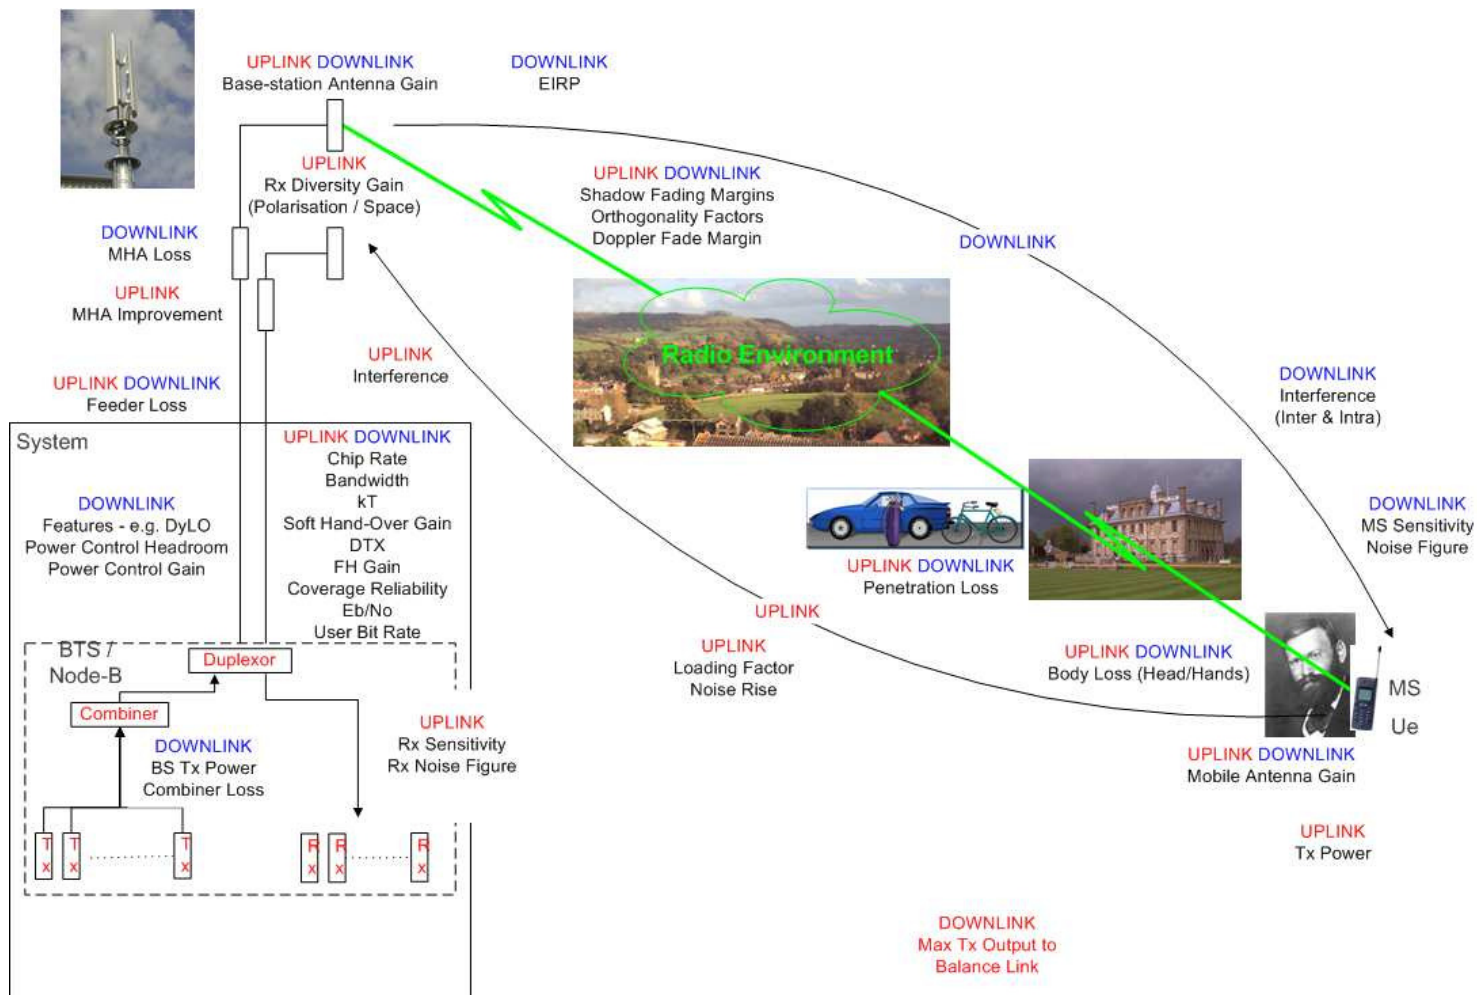 UPLINK DOWNLINK
Base-station Antenna Gain
DOWNLINK
EIRP
UPLINK
Rx Diversity Gain
(Polarisation / Space)
UPLINK DOWNLINK
Shadow Fading Margins
Orthogonality Factors
Doppler Fade Margin
DOWNLINK
MHA Loss
DOWNLINK
UPLINK
MHA Improvement
UPLINK
Interference
Radio Environment
UPLINK DOWNLINK
Feeder Loss
DOWNLINK
Interference
(Inter & Intra)
System
UPLINK DOWNLINK
Chip Rate
Bandwidth
kT
Soft Hand-Over Gain
DTX
FH Gain
Coverage Reliability
Eb/No
User Bit Rate
DOWNLINK
Features - e.g. DyLO
Power Control Headroom
Power Control Gain
DOWNLINK
MS Sensitivity
Noise Figure
UPLINK DOWNLINK
Penetration Loss
UPLINK
UPLINK
Loading Factor
Noise Rise
UPLINK DOWNLINK
Body Loss (Head/Hands)
BTS /
Node-B
Duplexor
Combiner
MS
Ue
UPLINK
Rx Sensitivity
Rx Noise Figure
DOWNLINK
BS Tx Power
Combiner Loss
UPLINK DOWNLINK
Mobile Antenna Gain
Tx
Tx
Tx
Rx
Rx
Rx
UPLINK
Tx Power
DOWNLINK
Max Tx Output to
Balance Link